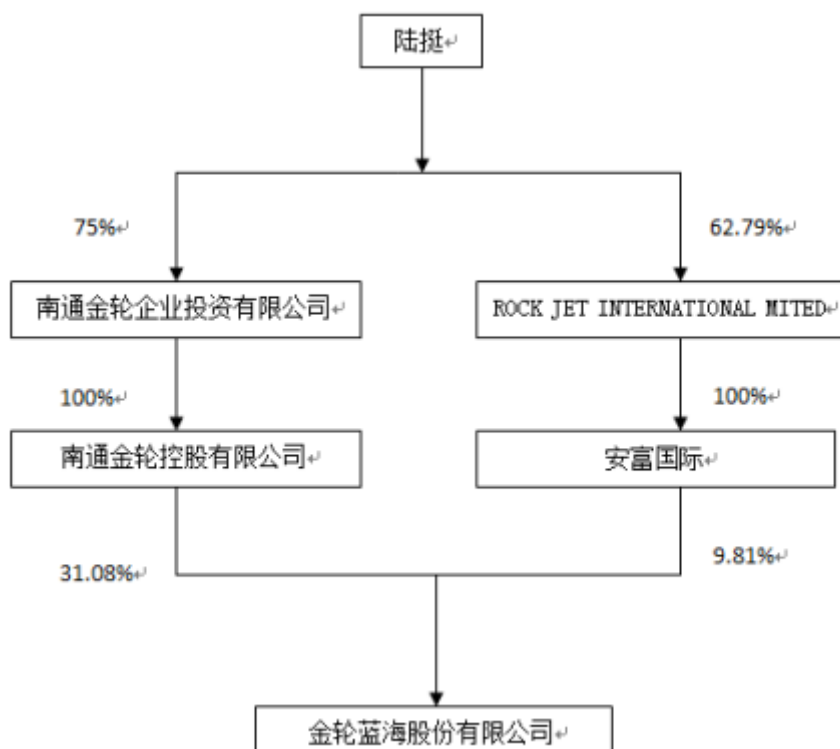 陆挺↵
75%↵
62.79%↵
南通金轮企业投资有限公司↵
ROCK JET INTERNATIONAL MITED↵
100%↵
100%↵
南通金轮控股有限公司↵
安富国际↵
31.08%↵
9.81%↵
金轮蓝海股份有限公司↵